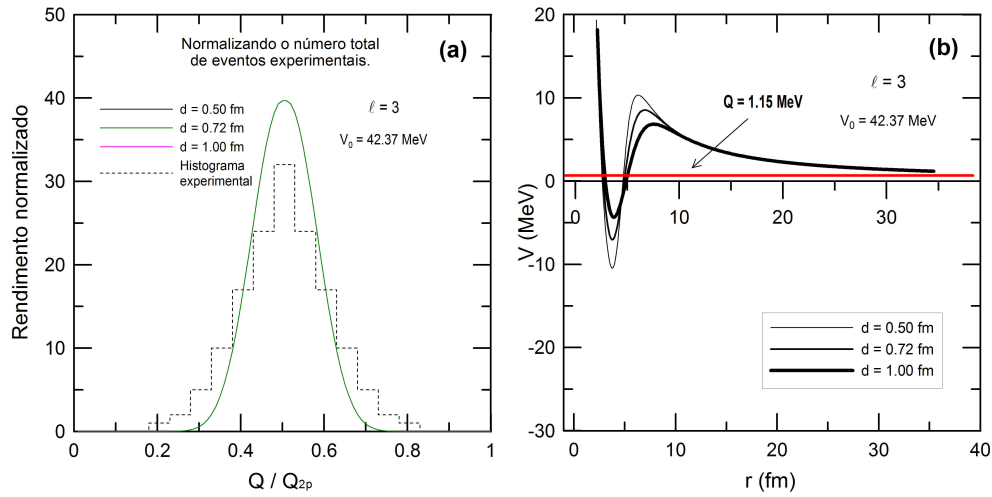 50
40
30
20
10
0
Rendimento normalizado
Normalizando o número total
de eventos experimentais.
(a)
d = 0.50 fm
d = 0.72 fm
d = 1.00 fm
Histograma
experimental
ℓ = 3
V0 = 42.37 MeV
0 0.2 0.4 0.6 0.8 1
Q / Q2p
20
10
0
-10
-20
-30
V (MeV)
(b)
ℓ = 3
Q = 1.15 MeV
V0 = 42.37 MeV
0 10 20 30
d = 0.50 fm
d = 0.72 fm
d = 1.00 fm
0 10 20 30 40
r (fm)